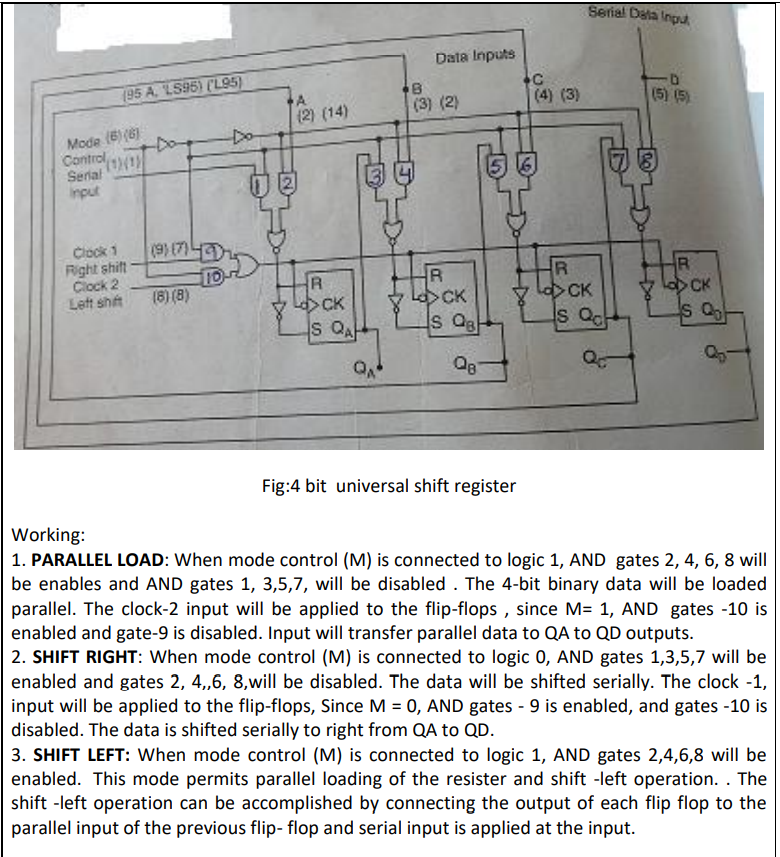 Serial Data Input
Data Inputs
(95 A, 'LS95) ('L95)
A
(2) (14)
B
(3) (2)
C
(4) (3)
D
(5) (5)
Mode (6) (6)
Control
Serial (1) (1)
Input
1 2 3 4 5 6 7 8
Clock 1 (9) (7) 9
Right shift
Clock 2 10
Left shift (8) (8)
R
CK
S QA
R
CK
S QB
R
CK
S QC
R
CK
S QD
QA
QB
QC
QD
Fig:4 bit universal shift register
Working:
1. PARALLEL LOAD: When mode control (M) is connected to logic 1, AND gates 2, 4, 6, 8 will
be enables and AND gates 1, 3,5,7, will be disabled . The 4-bit binary data will be loaded
parallel. The clock-2 input will be applied to the flip-flops , since M= 1, AND gates -10 is
enabled and gate-9 is disabled. Input will transfer parallel data to QA to QD outputs.
2. SHIFT RIGHT: When mode control (M) is connected to logic 0, AND gates 1,3,5,7 will be
enabled and gates 2, 4,,6, 8,will be disabled. The data will be shifted serially. The clock -1,
input will be applied to the flip-flops, Since M = 0, AND gates - 9 is enabled, and gates -10 is
disabled. The data is shifted serially to right from QA to QD.
3. SHIFT LEFT: When mode control (M) is connected to logic 1, AND gates 2,4,6,8 will be
enabled. This mode permits parallel loading of the resister and shift -left operation. . The
shift -left operation can be accomplished by connecting the output of each flip flop to the
parallel input of the previous flip- flop and serial input is applied at the input.